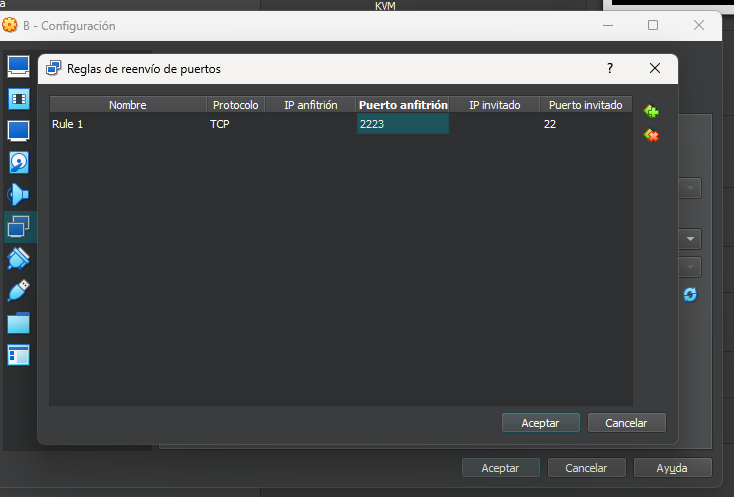 a
KVM
B - Configuración
Reglas de reenvío de puertos
?
Nombre Protocolo IP anfitrión Puerto anfitrión IP invitado Puerto invitado
Rule 1 TCP 2223 22
Aceptar Cancelar
Aceptar Cancelar Ayuda